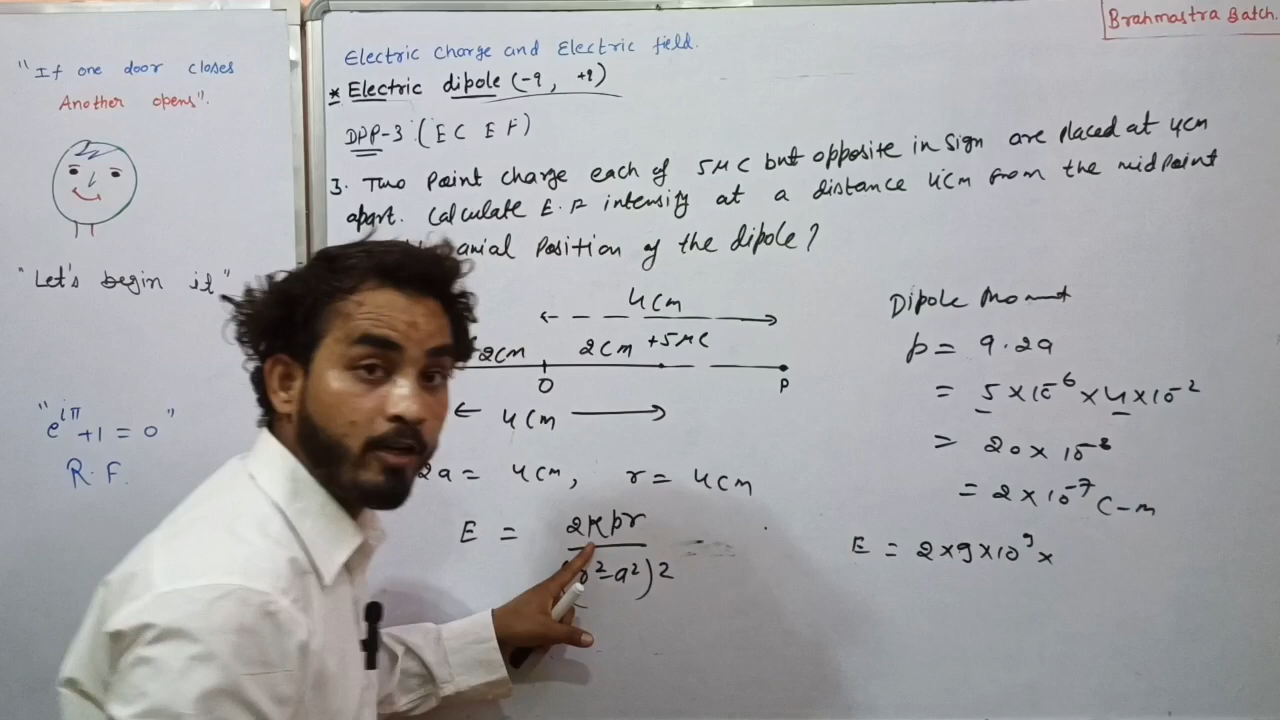 "If one door closes
Another opens".
"Let's begin it"
"e^iπ +1 = 0"
R.F.
Brahmastra Batch.
Electric charge and Electric field.
* Electric dipole (-q, +q)
DPP-3 (EC EF)
3. Two point charge each of 5μC but opposite in sign are placed at 4cm
apart. Calculate E.F intensity at a distance 4cm from the midpoint
axial position of the dipole?
4cm
2cm 2cm +5μC
O P
4cm
2a = 4cm, r = 4cm
E = 2kpr
(r²-a²)2
Dipole Moment
p = q.2a
= 5×10^-6 × 4×10^-2
= 20×10^-8
= 2×10^-7 C-m
E = 2×9×10^9×